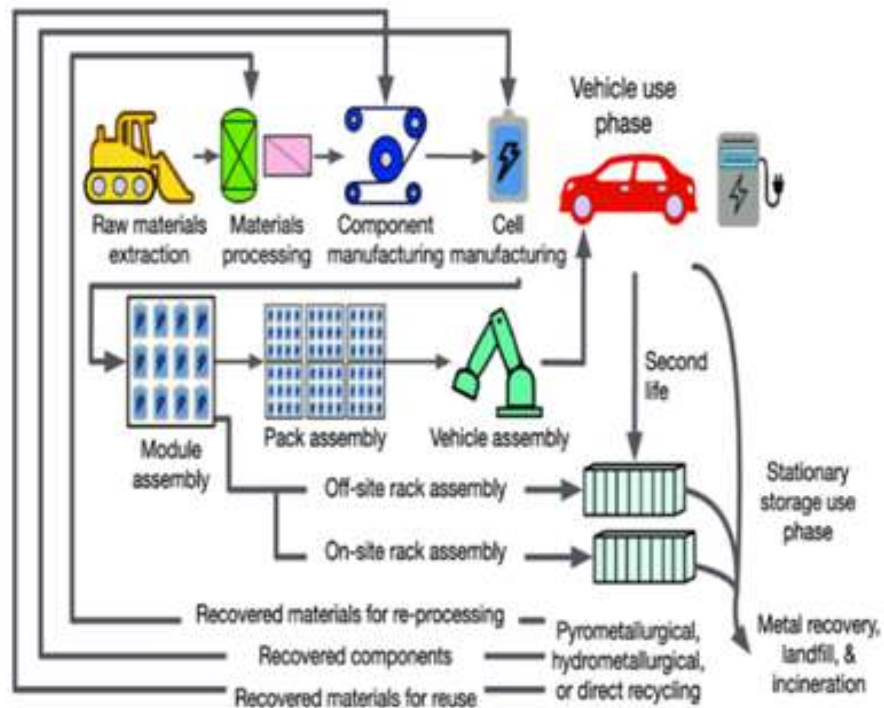 Vehicle use
phase
Raw materials
extraction
Materials
processing
Component
manufacturing
Cell
manufacturing
Module
assembly
Pack assembly
Vehicle assembly
Second
life
Off-site rack assembly
On-site rack assembly
Stationary
storage use
phase
Recovered materials for re-processing
Recovered components
Recovered materials for reuse
Pyrometallurgical,
hydrometallurgical,
or direct recycling
Metal recovery,
landfill, &
incineration